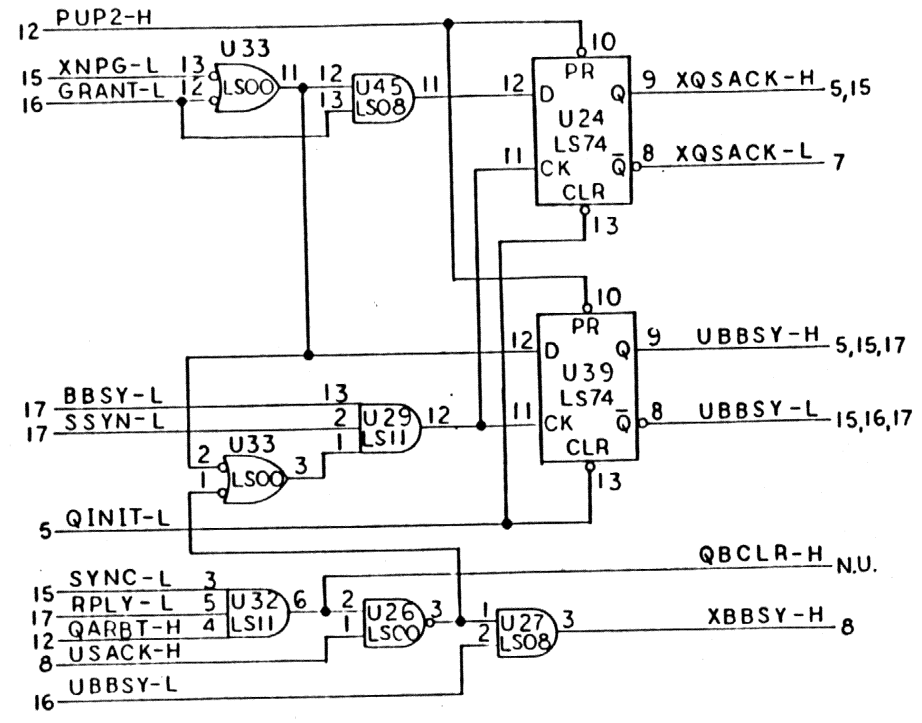 12 PUP2-H
10
U33
15 XNPG-L 13 11 12 U45 11 12 D PR Q 9 XQSACK-H 5,15
16 GRANT-L 12 LS00 13 LS08
U24
LS74
11 CK Q̅ 8 XQSACK-L 7
CLR
13
10
PR
12 D Q 9 UBBSY-H 5,15,17
U39
LS74
17 BBSY-L 13
17 SSYN-L 2 U29 12 11 CK Q̅ 8 UBBSY-L 15,16,17
1 LS11
U33
CLR
2 LS00 3
1
13
5 QINIT-L
QBCLR-H N.U.
15 SYNC-L 3
17 RPLY-L 5 U32 6 2 U26 3 1 U27 3 XBBSY-H 8
12 QARBT-H 4 LS11 1 LS00 2 LS08
8 USACK-H
16 UBBSY-L